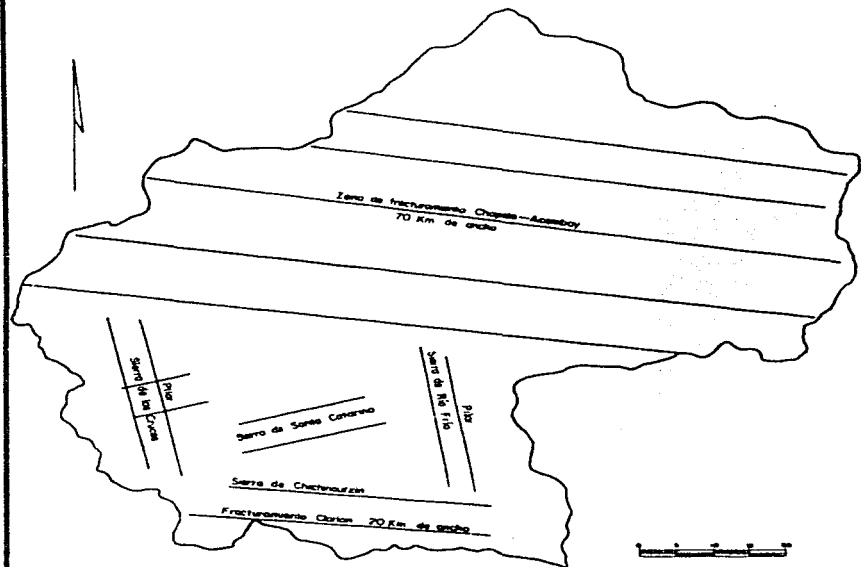 Zona de fracturamiento Chapala-Acambay
70 Km de ancho
Pilar
Sierra de las Cruces
Sierra de Río Frío
Pilar
Sierra de Santa Catarina
Sierra de Chichinautzin
Fracturamiento Clarion 70 Km de ancho